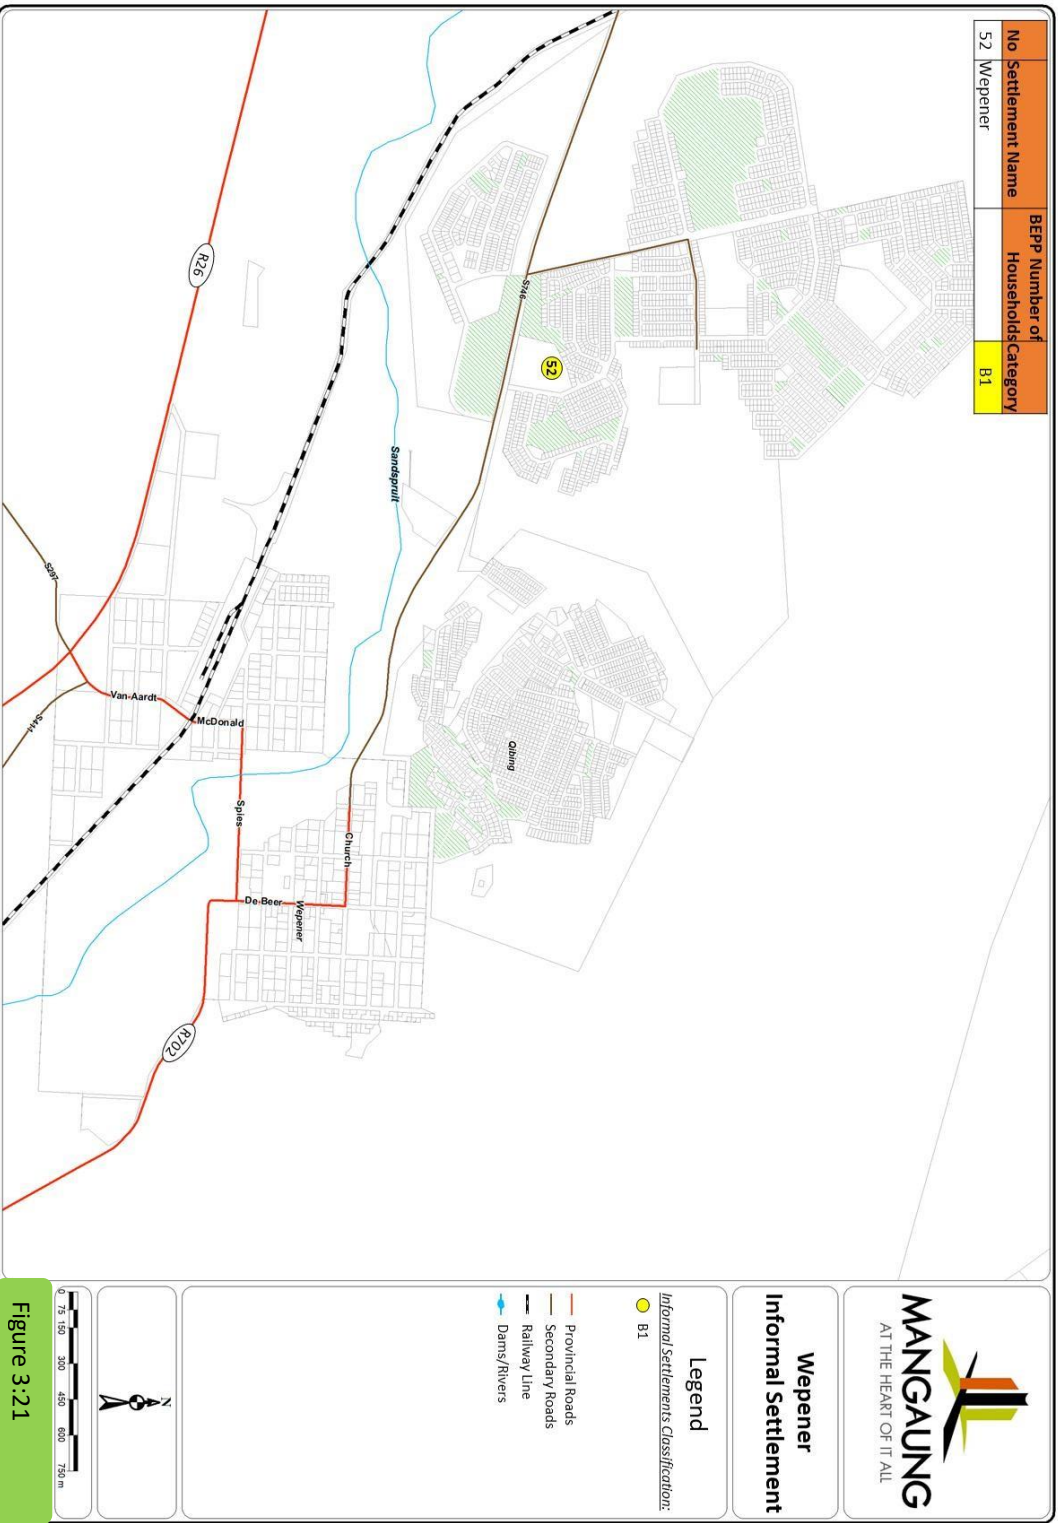 No Settlement Name BEPP Number of Households Category
52 Wepener B1
R26
S746
52
Sandspruit
S297
S411
Van Aardt
McDonald
Spies
Church
De Beer
Wepener
Qibing
R702
MANGAUNG
AT THE HEART OF IT ALL
Wepener
Informal Settlement
Legend
Informal Settlements Classification:
B1
Provincial Roads
Secondary Roads
Railway Line
Dams/Rivers
N
0 75 150 300 450 600 750 m
Figure 3:21